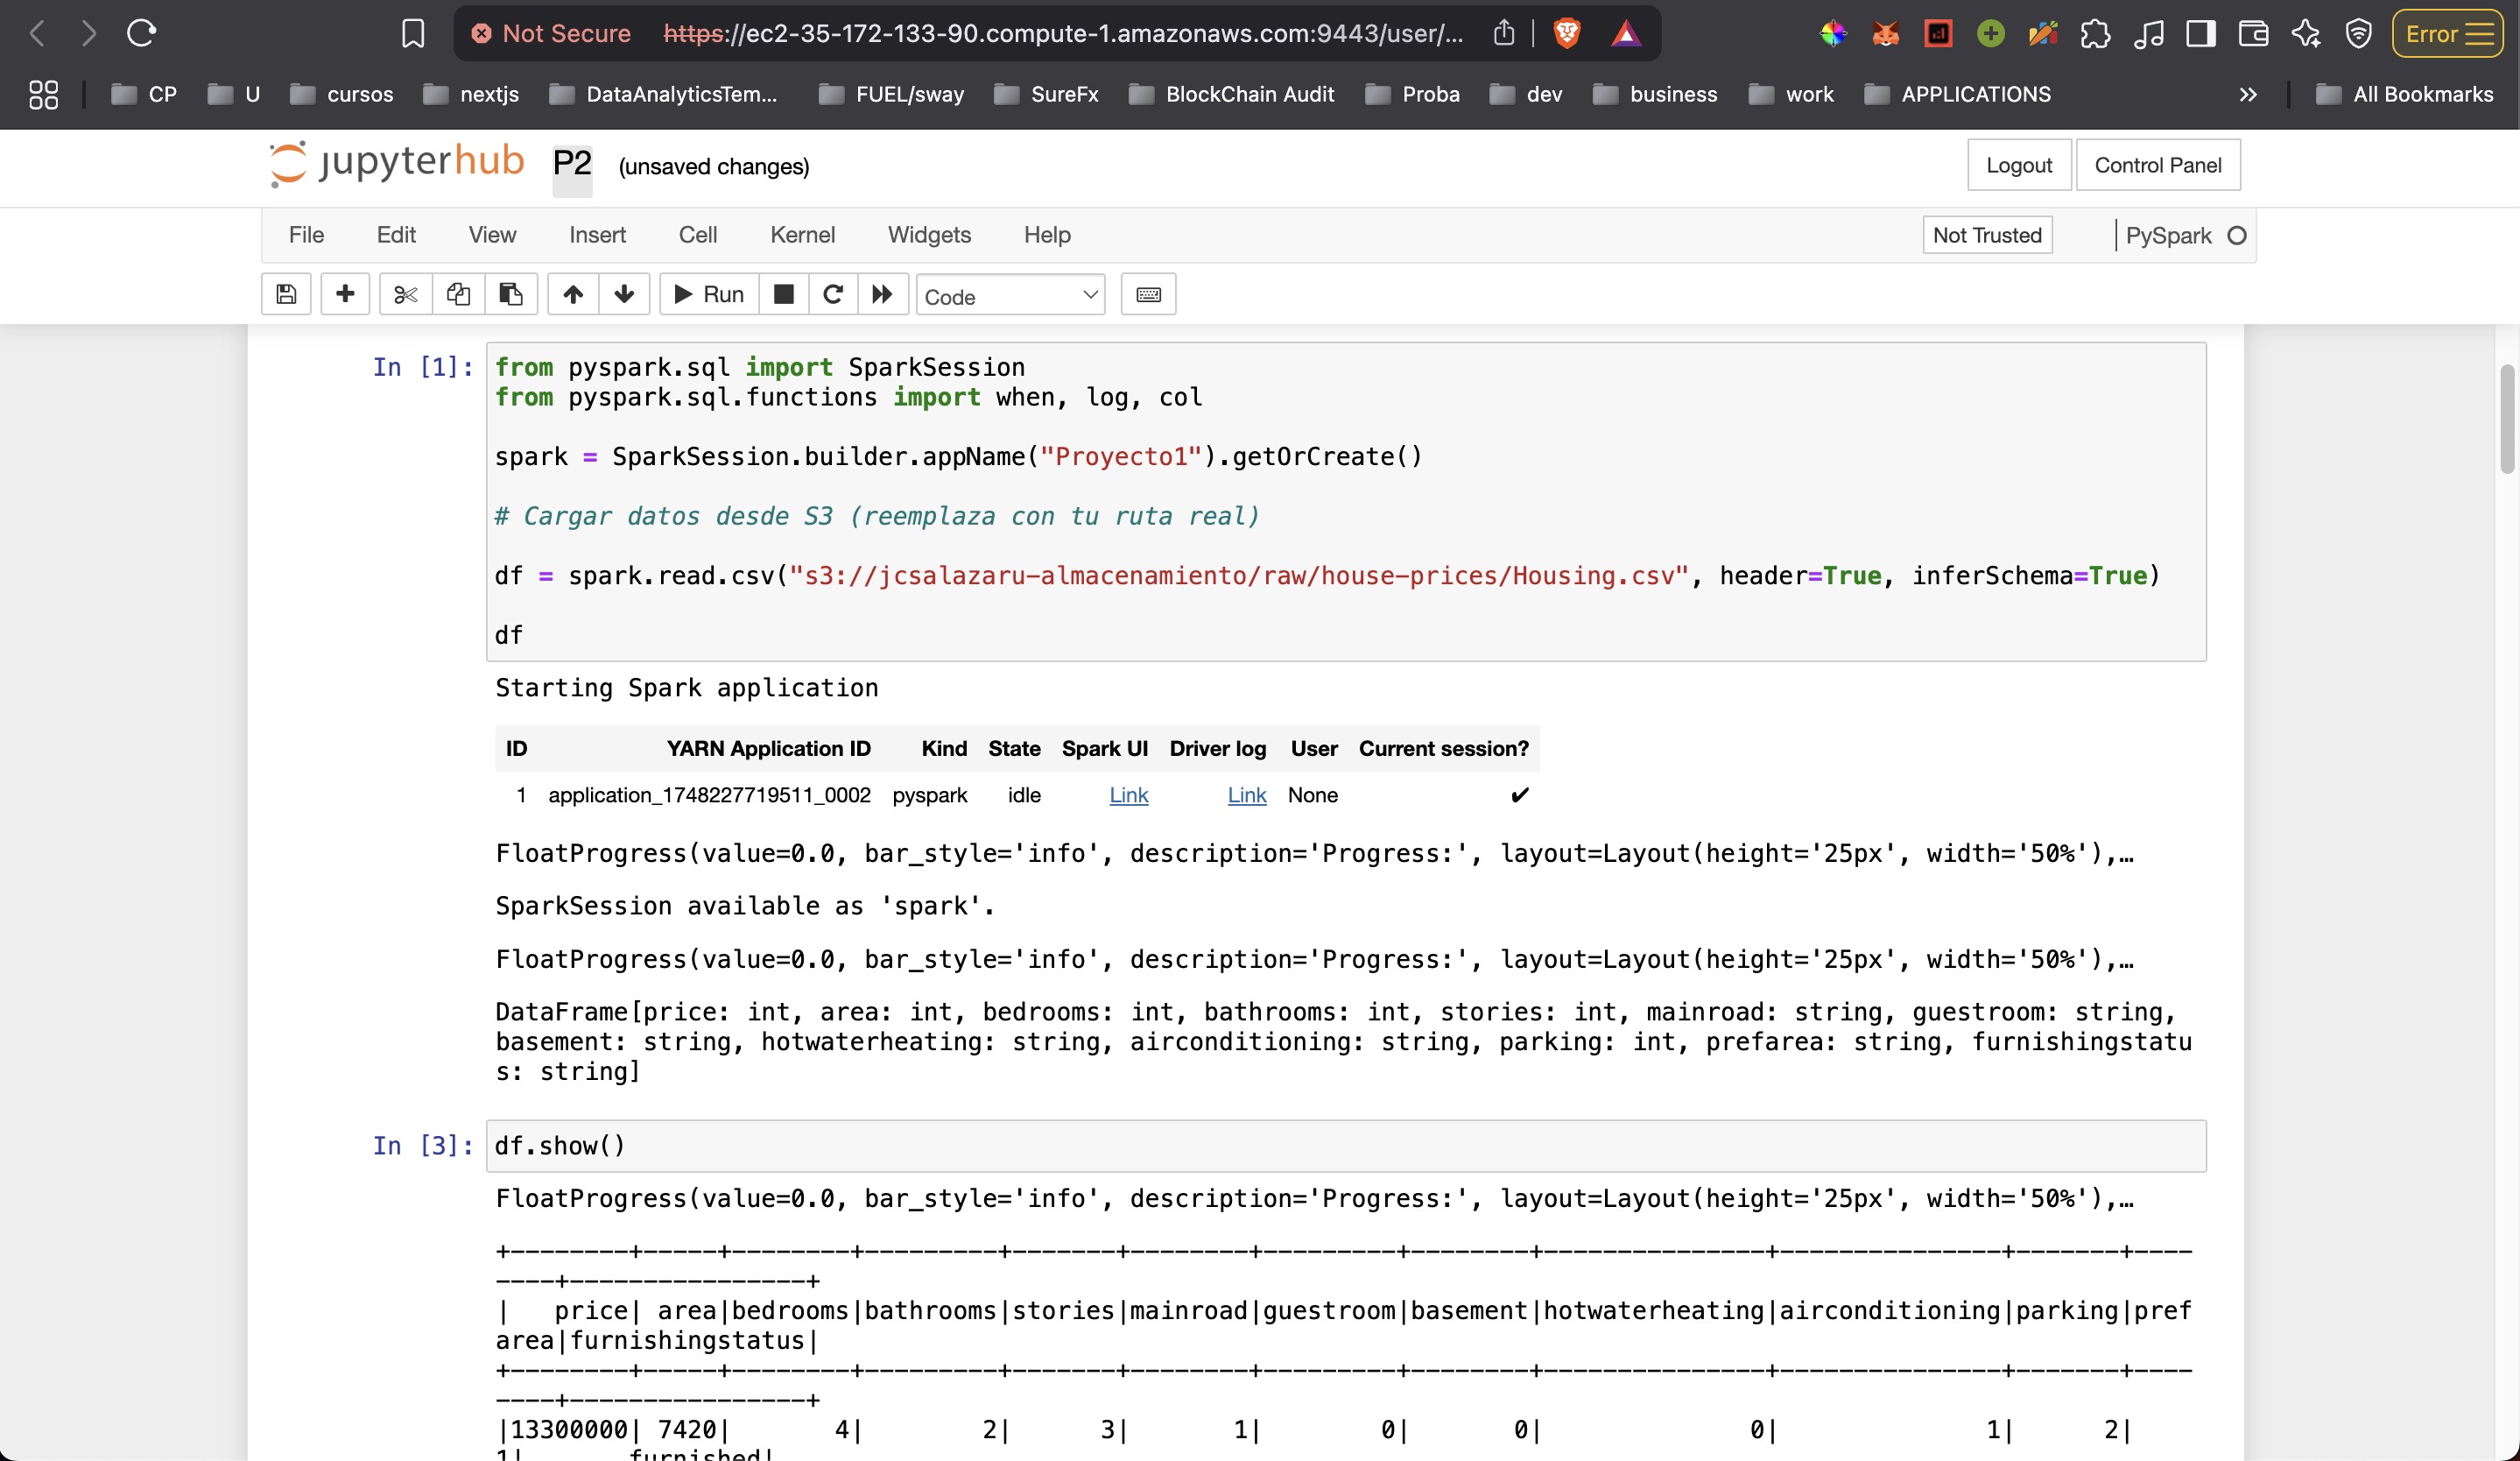 Not Secure https://ec2-35-172-133-90.compute-1.amazonaws.com:9443/user/... Error
CP U cursos nextjs DataAnalyticsTem... FUEL/sway SureFx BlockChain Audit Proba dev business work APPLICATIONS » All Bookmarks
jupyterhub P2 (unsaved changes) Logout Control Panel
File Edit View Insert Cell Kernel Widgets Help Not Trusted PySpark
Run Code
In [1]: from pyspark.sql import SparkSession
from pyspark.sql.functions import when, log, col
spark = SparkSession.builder.appName("Proyecto1").getOrCreate()
# Cargar datos desde S3 (reemplaza con tu ruta real)
df = spark.read.csv("s3://jcsalazaru-almacenamiento/raw/house-prices/Housing.csv", header=True, inferSchema=True)
df
Starting Spark application
ID YARN Application ID Kind State Spark UI Driver log User Current session?
1 application_1748227719511_0002 pyspark idle Link Link None ✔
FloatProgress(value=0.0, bar_style='info', description='Progress:', layout=Layout(height='25px', width='50%'),…
SparkSession available as 'spark'.
FloatProgress(value=0.0, bar_style='info', description='Progress:', layout=Layout(height='25px', width='50%'),…
DataFrame[price: int, area: int, bedrooms: int, bathrooms: int, stories: int, mainroad: string, guestroom: string,
basement: string, hotwaterheating: string, airconditioning: string, parking: int, prefarea: string, furnishingstatu
s: string]
In [3]: df.show()
FloatProgress(value=0.0, bar_style='info', description='Progress:', layout=Layout(height='25px', width='50%'),…
+--------+-----+--------+---------+-------+--------+---------+--------+---------------+---------------+-------+----
----+----------------+
|   price| area|bedrooms|bathrooms|stories|mainroad|guestroom|basement|hotwaterheating|airconditioning|parking|pref
area|furnishingstatus|
+--------+-----+--------+---------+-------+--------+---------+--------+---------------+---------------+-------+----
----+----------------+
|13300000| 7420|       4|        2|      3|       1|        0|       0|              0|              1|      2|
1|       furnished|